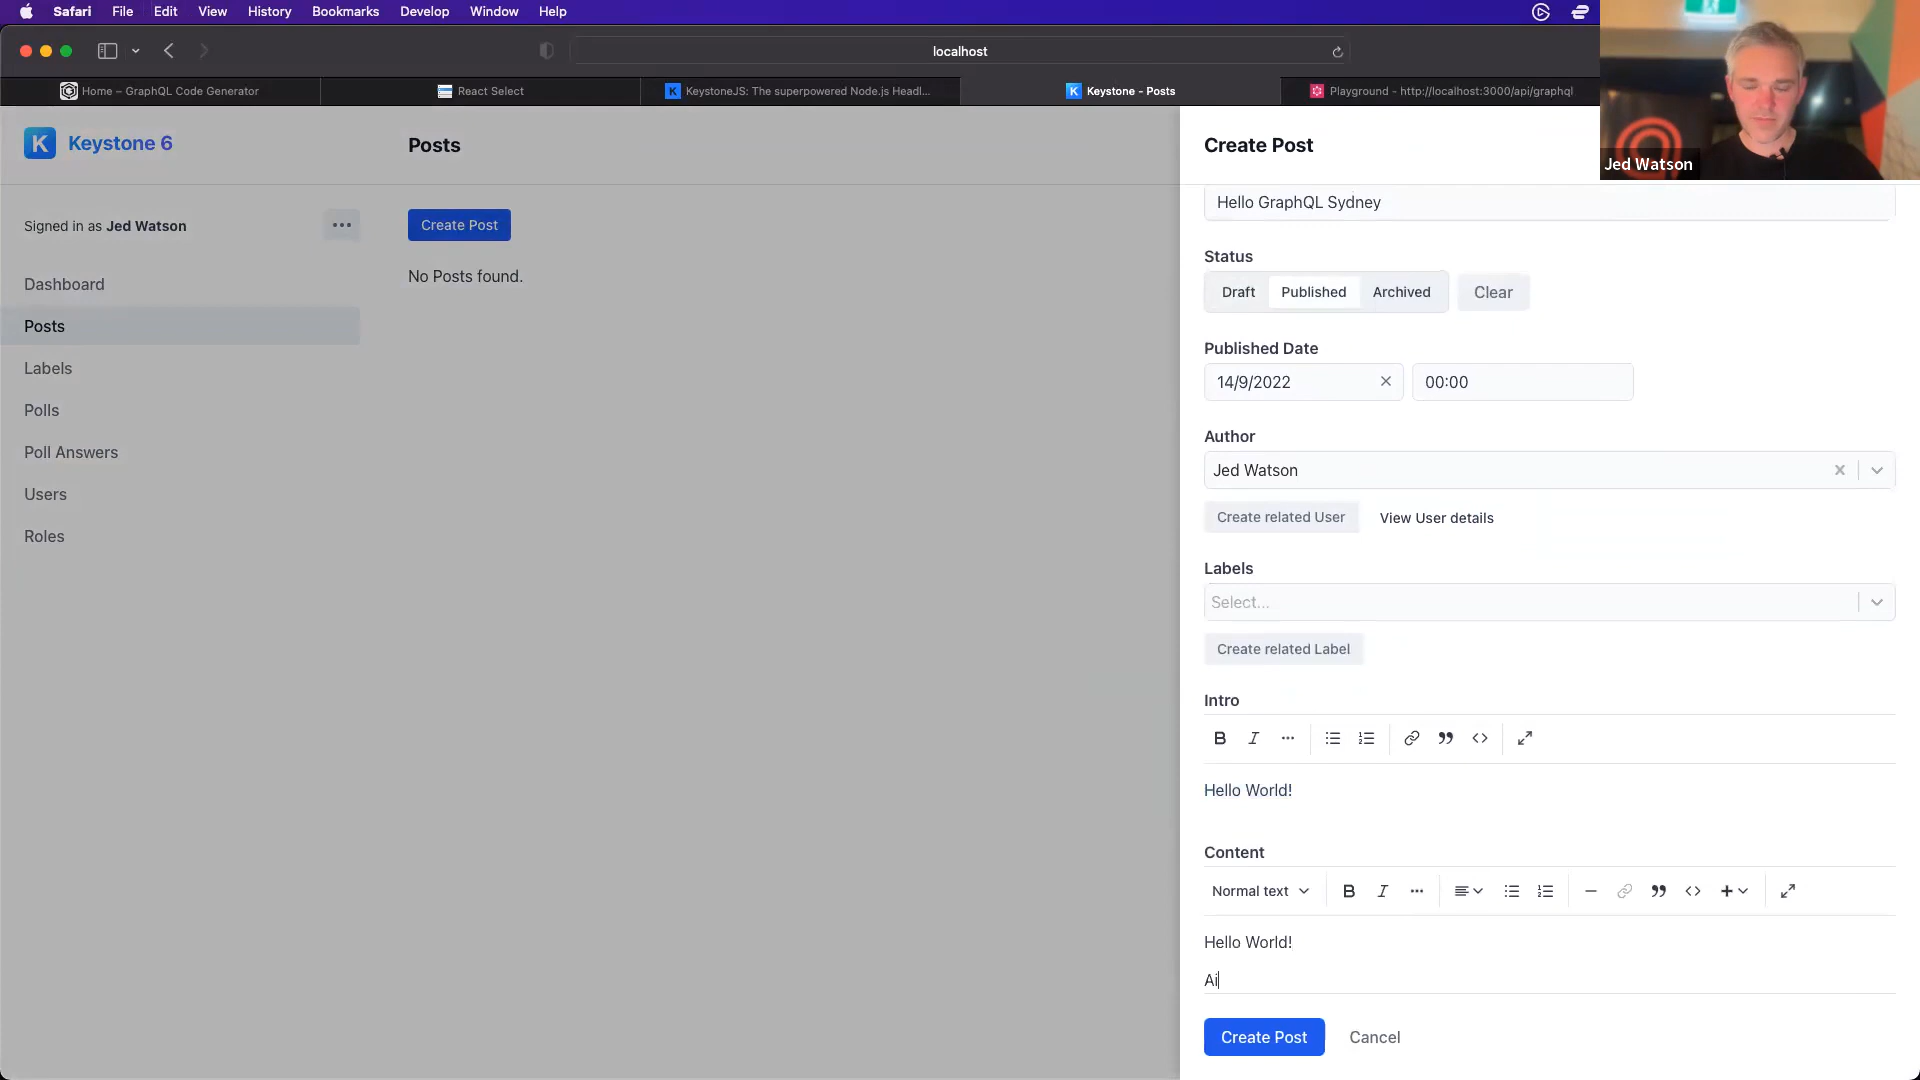 Safari File Edit View History Bookmarks Develop Window Help
localhost
Home – GraphQL Code Generator
React Select
KeystoneJS: The superpowered Node.js Headl...
Keystone - Posts
Playground - http://localhost:3000/api/graphql
Jed Watson
Keystone 6
Signed in as Jed Watson
Dashboard
Posts
Labels
Polls
Poll Answers
Users
Roles
Posts
Create Post
No Posts found.
Create Post
Hello GraphQL Sydney
Status
Draft Published Archived Clear
Published Date
14/9/2022 00:00
Author
Jed Watson
Create related User View User details
Labels
Select...
Create related Label
Intro
Hello World!
Content
Normal text
Hello World!
Ai
Create Post Cancel